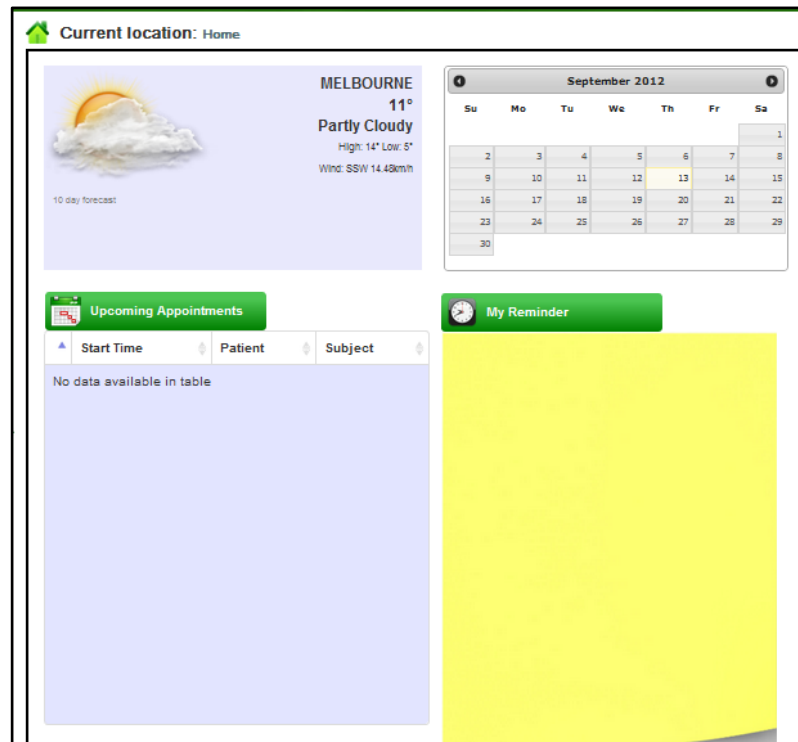 Current location: Home
MELBOURNE
11°
Partly Cloudy
High: 14° Low: 5°
Wind: SSW 14.48km/h
10 day forecast
September 2012
Su Mo Tu We Th Fr Sa
1
2 3 4 5 6 7 8
9 10 11 12 13 14 15
16 17 18 19 20 21 22
23 24 25 26 27 28 29
30
Upcoming Appointments
Start Time Patient Subject
No data available in table
My Reminder